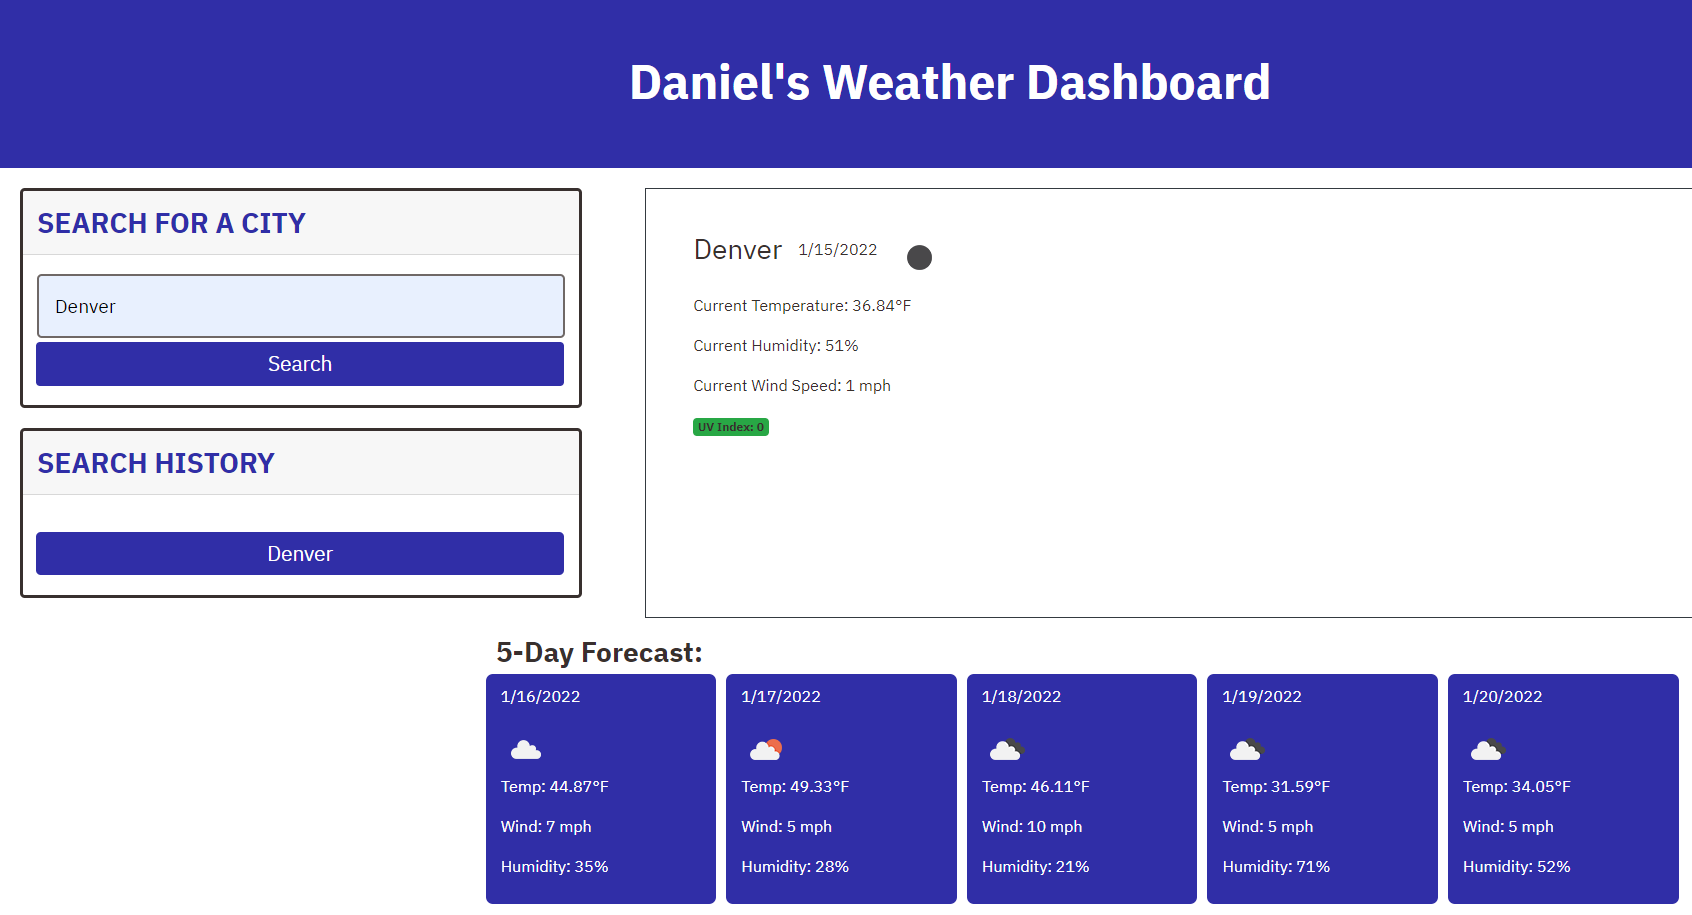 Daniel's Weather Dashboard
SEARCH FOR A CITY
Denver
Search
SEARCH HISTORY
Denver
Denver 1/15/2022
Current Temperature: 36.84°F
Current Humidity: 51%
Current Wind Speed: 1 mph
UV Index: 0
5-Day Forecast:
1/16/2022
Temp: 44.87°F
Wind: 7 mph
Humidity: 35%
1/17/2022
Temp: 49.33°F
Wind: 5 mph
Humidity: 28%
1/18/2022
Temp: 46.11°F
Wind: 10 mph
Humidity: 21%
1/19/2022
Temp: 31.59°F
Wind: 5 mph
Humidity: 71%
1/20/2022
Temp: 34.05°F
Wind: 5 mph
Humidity: 52%